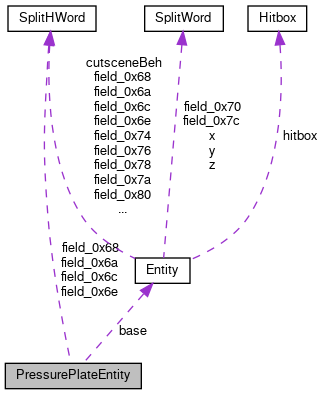 SplitHWord
SplitWord
Hitbox
cutsceneBeh
field_0x68
field_0x6a
field_0x6c
field_0x6e
field_0x74
field_0x76
field_0x78
field_0x7a
field_0x80
...
field_0x70
field_0x7c
x
y
z
hitbox
field_0x68
field_0x6a
field_0x6c
field_0x6e
Entity
base
PressurePlateEntity